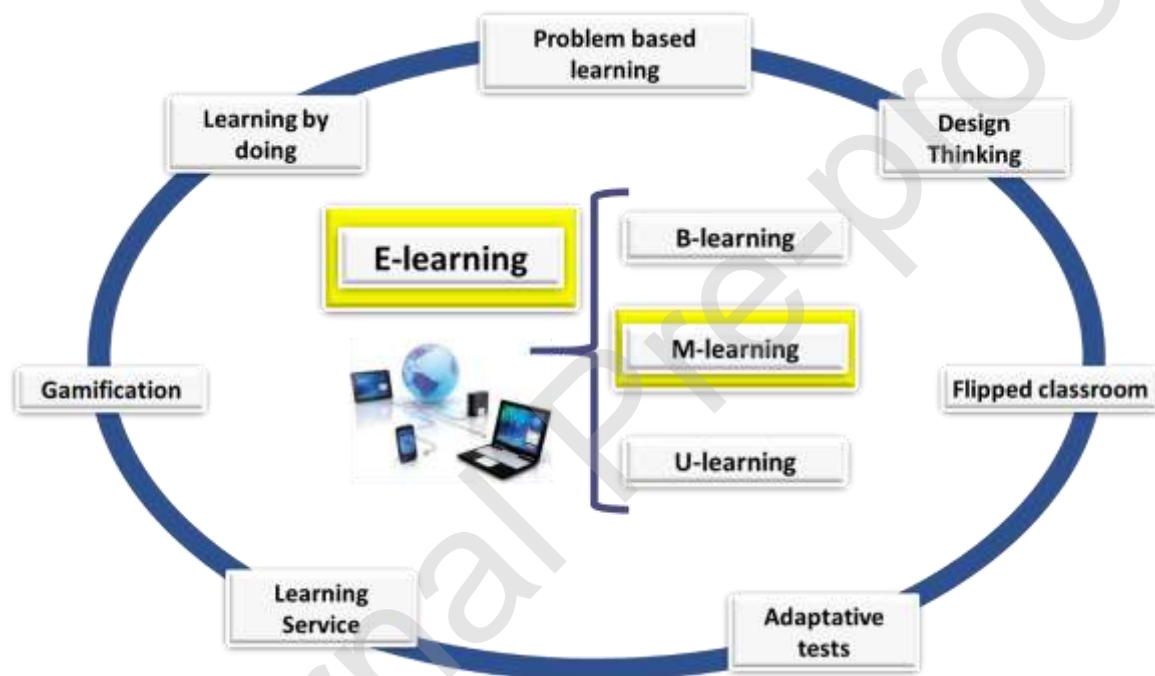 Problem based
learning
Learning by
doing
Design
Thinking
E-learning
B-learning
M-learning
U-learning
Gamification
Flipped classroom
Learning
Service
Adaptative
tests